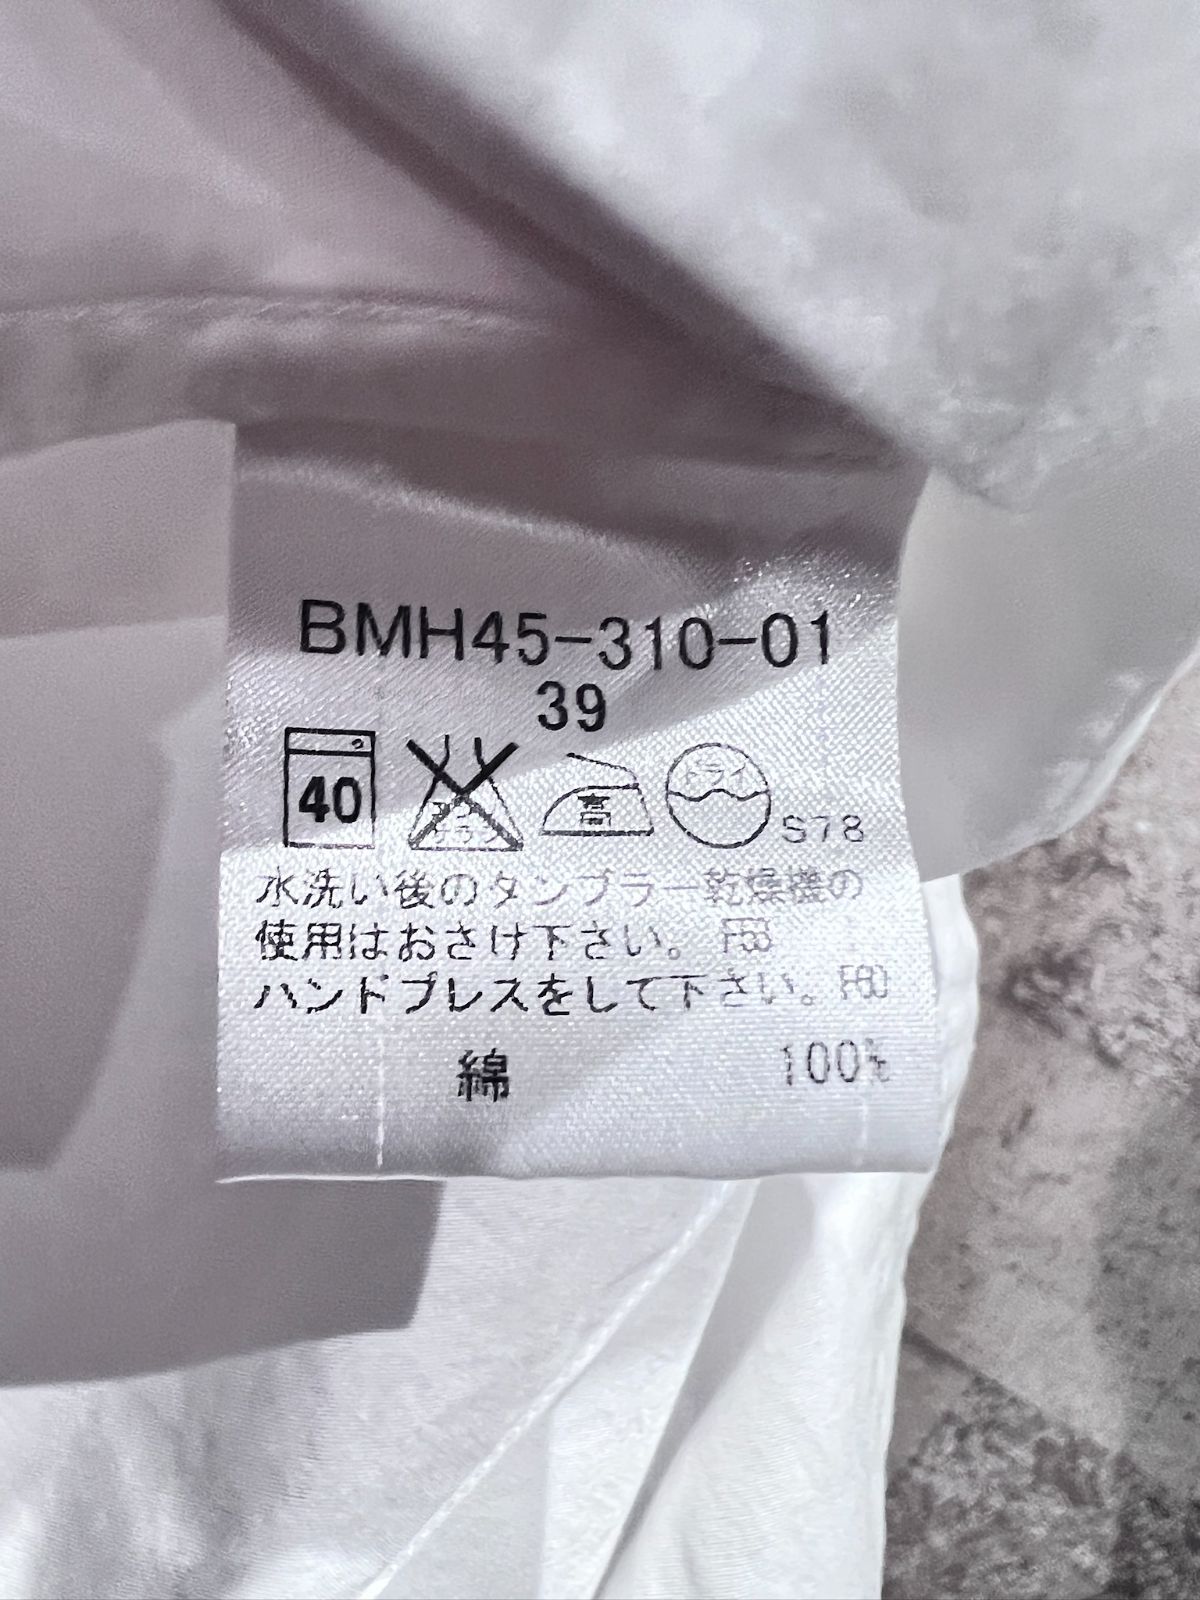 BMH45-310-01
39
40 高 ドライ S78
水洗い後のタンブラー乾燥機の
使用はおさけ下さい。
ハンドプレスをして下さい。
綿 100%